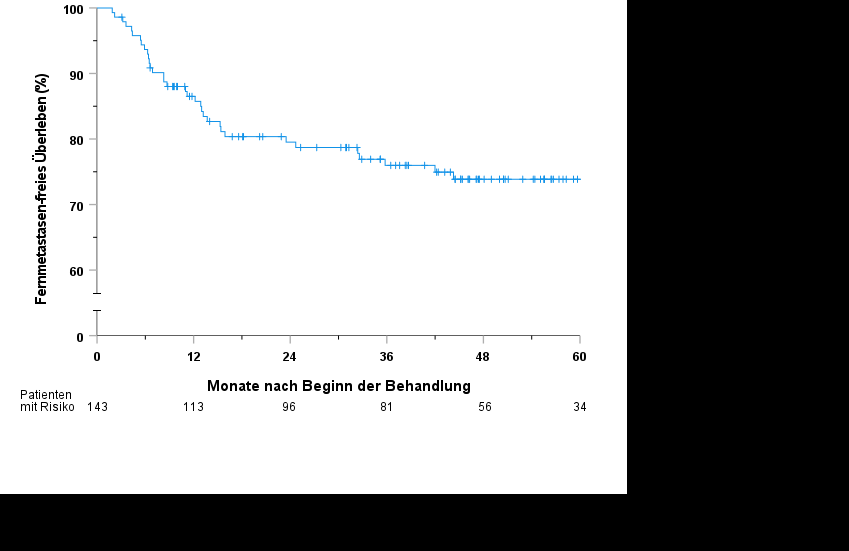 100
90
80
70
60
0
Fernmetastasen-freies Überleben (%)
0 12 24 36 48 60
Monate nach Beginn der Behandlung
Patienten
mit Risiko 143 113 96 81 56 34